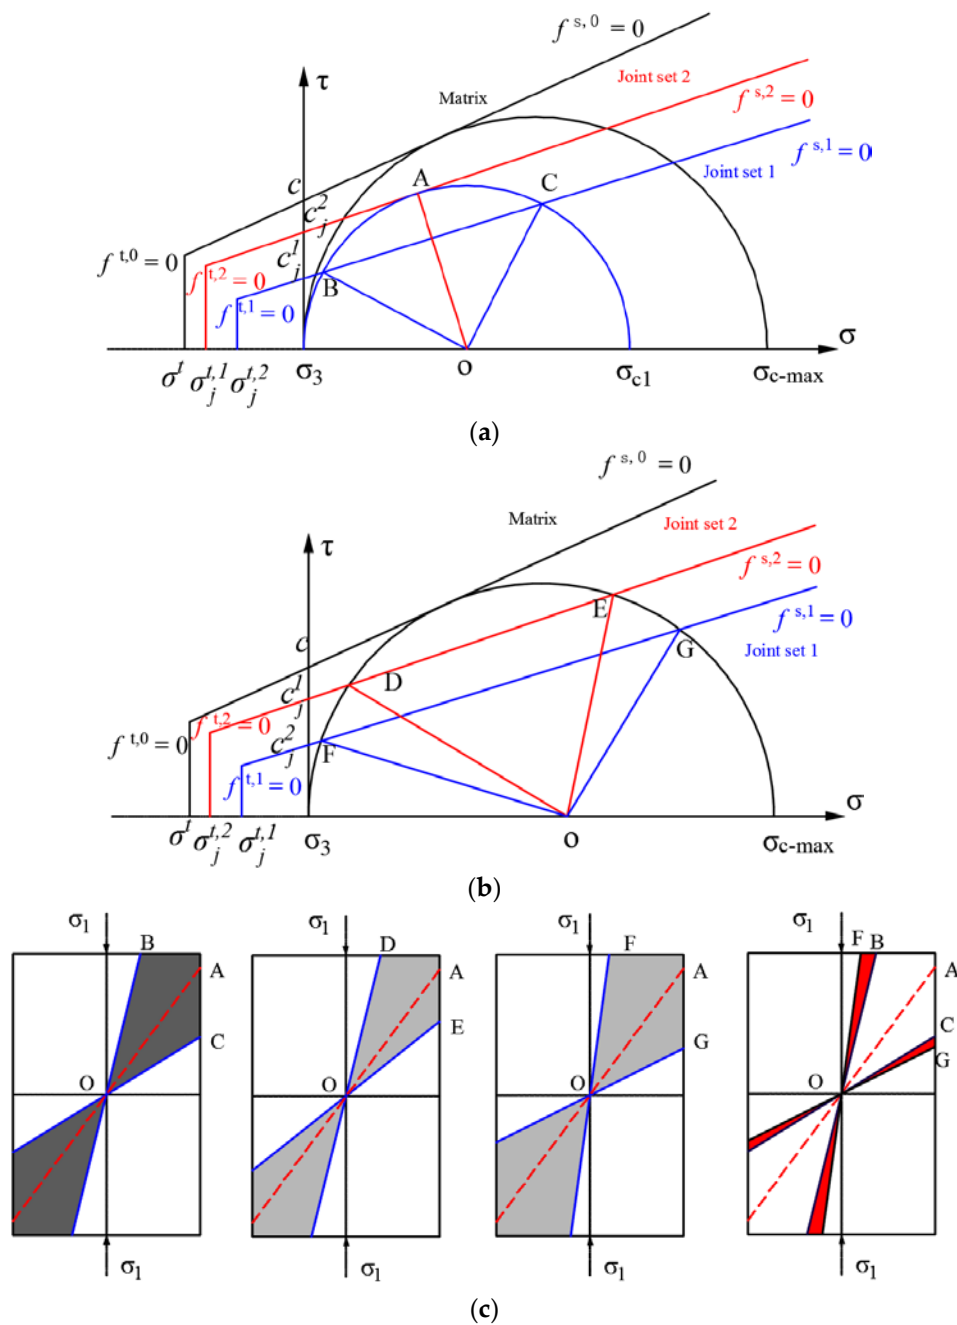 f s, 0 = 0
τ
Joint set 2
Matrix
f s,2 = 0
f s,1 = 0
Joint set 1
A
C
c
c 2 j
c 1 j
B
f t,0 = 0
f t,2 = 0
f t,1 = 0
σ
σt
σ t,1 j
σ t,2 j
σ3
o
σc1
σc-max
(a)
f s, 0 = 0
Matrix
Joint set 2
τ
f s,2 = 0
E
f s,1 = 0
Joint set 1
G
c
c 1 j
D
c 2 j
F
f t,0 = 0
f t,2 = 0
f t,1 = 0
σ
σt
σ t,2 j
σ t,1 j
σ3
o
σc-max
(b)
σ1 σ1 σ1 σ1
B D F F B
A A A A
C E G C G
O O O O
σ1 σ1 σ1 σ1
(c)